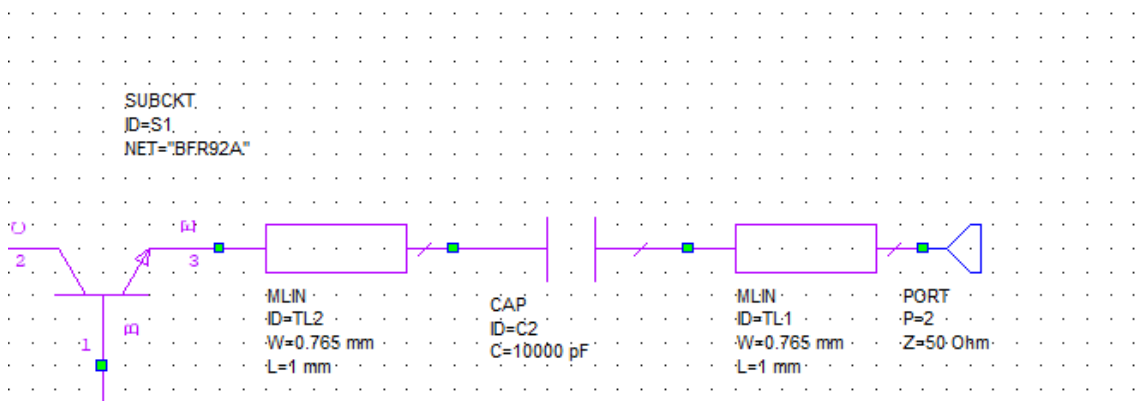 SUBCKT
ID=S1
NET="BFR92A"
C
2
E
3
B
1
MLIN
ID=TL2
W=0.765 mm
L=1 mm
CAP
ID=C2
C=10000 pF
MLIN
ID=TL1
W=0.765 mm
L=1 mm
PORT
P=2
Z=50 Ohm